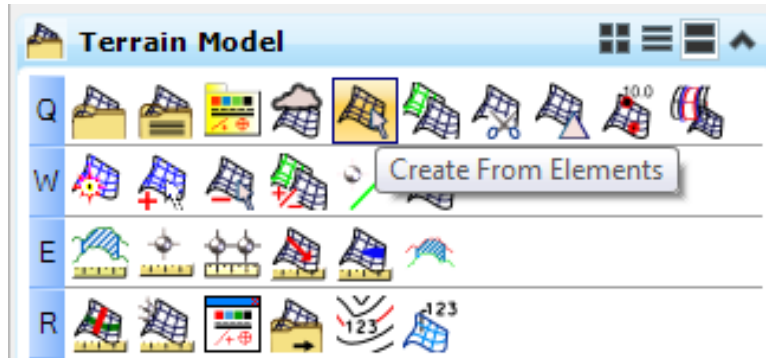 Terrain Model
Q 10.0
Create From Elements
W
E
R 123 123